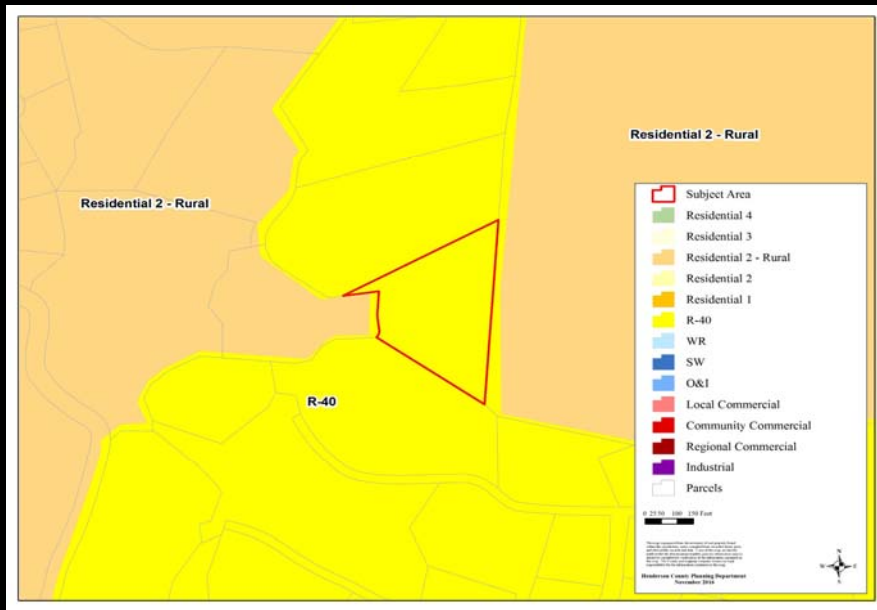 Residential 2 - Rural
Residential 2 - Rural
R-40
Subject Area
Residential 4
Residential 3
Residential 2 - Rural
Residential 2
Residential 1
R-40
WR
SW
O&I
Local Commercial
Community Commercial
Regional Commercial
Industrial
Parcels
0 25 50 100 150 Feet
N
W E
S
Henderson County Planning Department
November 2016